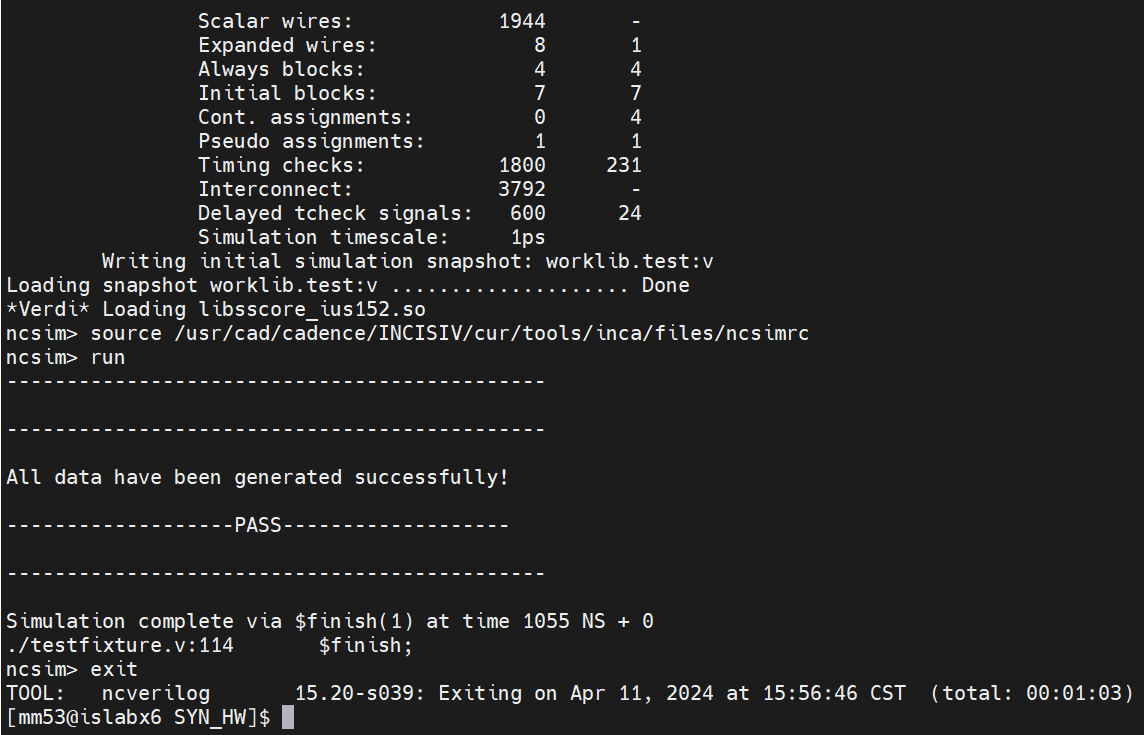 Scalar wires:            1944       -
Expanded wires:             8       1
Always blocks:              4       4
Initial blocks:             7       7
Cont. assignments:          0       4
Pseudo assignments:         1       1
Timing checks:           1800     231
Interconnect:            3792       -
Delayed tcheck signals:   600      24
Simulation timescale:     1ps
Writing initial simulation snapshot: worklib.test:v
Loading snapshot worklib.test:v .................... Done
*Verdi* Loading libsscore_ius152.so
ncsim> source /usr/cad/cadence/INCISIV/cur/tools/inca/files/ncsimrc
ncsim> run
---------------------------------------------
---------------------------------------------
All data have been generated successfully!
-------------------PASS-------------------
---------------------------------------------
Simulation complete via $finish(1) at time 1055 NS + 0
./testfixture.v:114       $finish;
ncsim> exit
TOOL:   ncverilog       15.20-s039: Exiting on Apr 11, 2024 at 15:56:46 CST  (total: 00:01:03)
[mm53@islabx6 SYN_HW]$